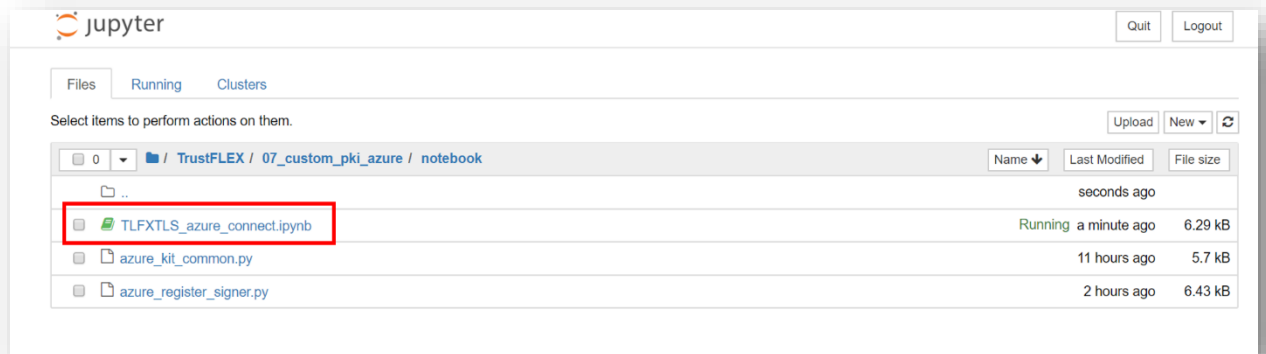 jupyter Quit Logout
Files Running Clusters
Select items to perform actions on them. Upload New
0 / TrustFLEX / 07_custom_pki_azure / notebook Name Last Modified File size
.. seconds ago
TLFXTLS_azure_connect.ipynb Running a minute ago 6.29 kB
azure_kit_common.py 11 hours ago 5.7 kB
azure_register_signer.py 2 hours ago 6.43 kB